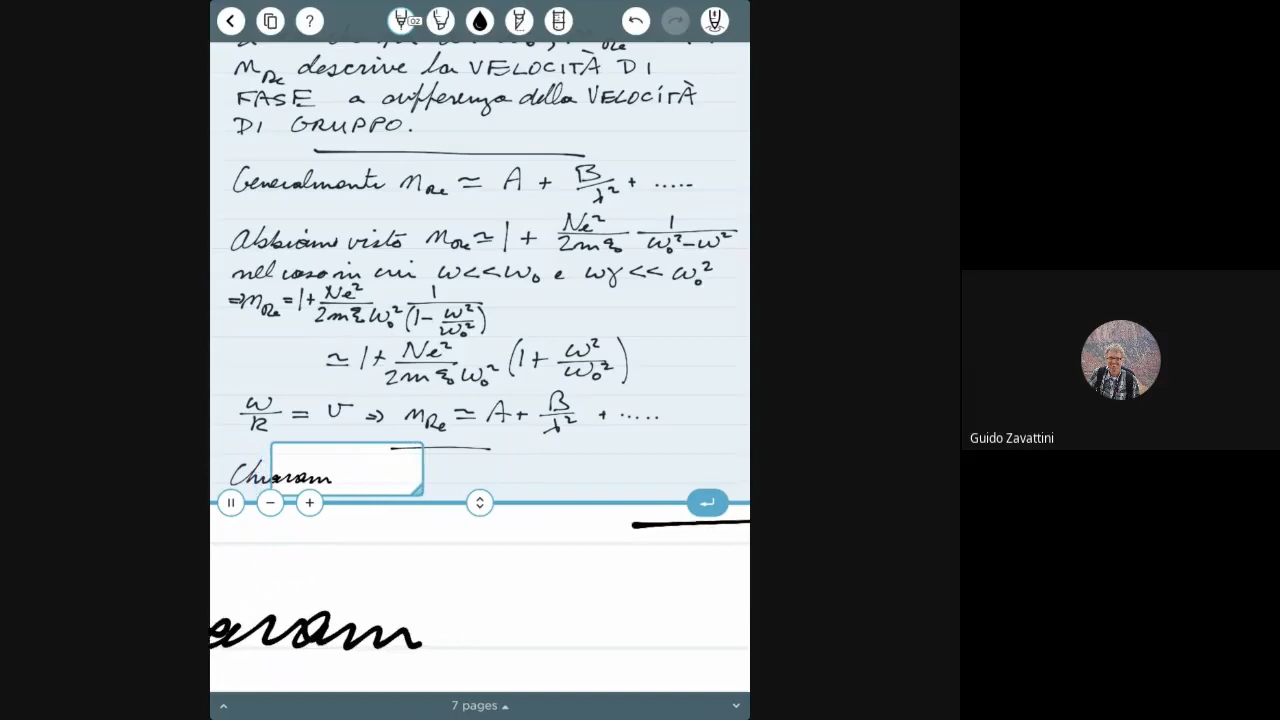 02
n_Re descrive la VELOCITÀ DI
FASE a differenza della VELOCITÀ
DI GRUPPO.
Generalmente n_Re ≃ A + B/λ² + .....
Abbiamo visto n_Re ≃ 1 + Ne²/2mε₀ 1/(ω₀²-ω²)
nel caso in cui ω<<ω₀ e ωγ << ω₀²
⇒ n_Re = 1+ Ne²/2mε₀ω₀² 1/(1- ω²/ω₀²)
≃ 1+ Ne²/2mε₀ω₀² (1+ ω²/ω₀²)
ω/k = v ⇒ n_Re ≃ A + B/λ² + .....
Chiaram
aram
7 pages
Guido Zavattini